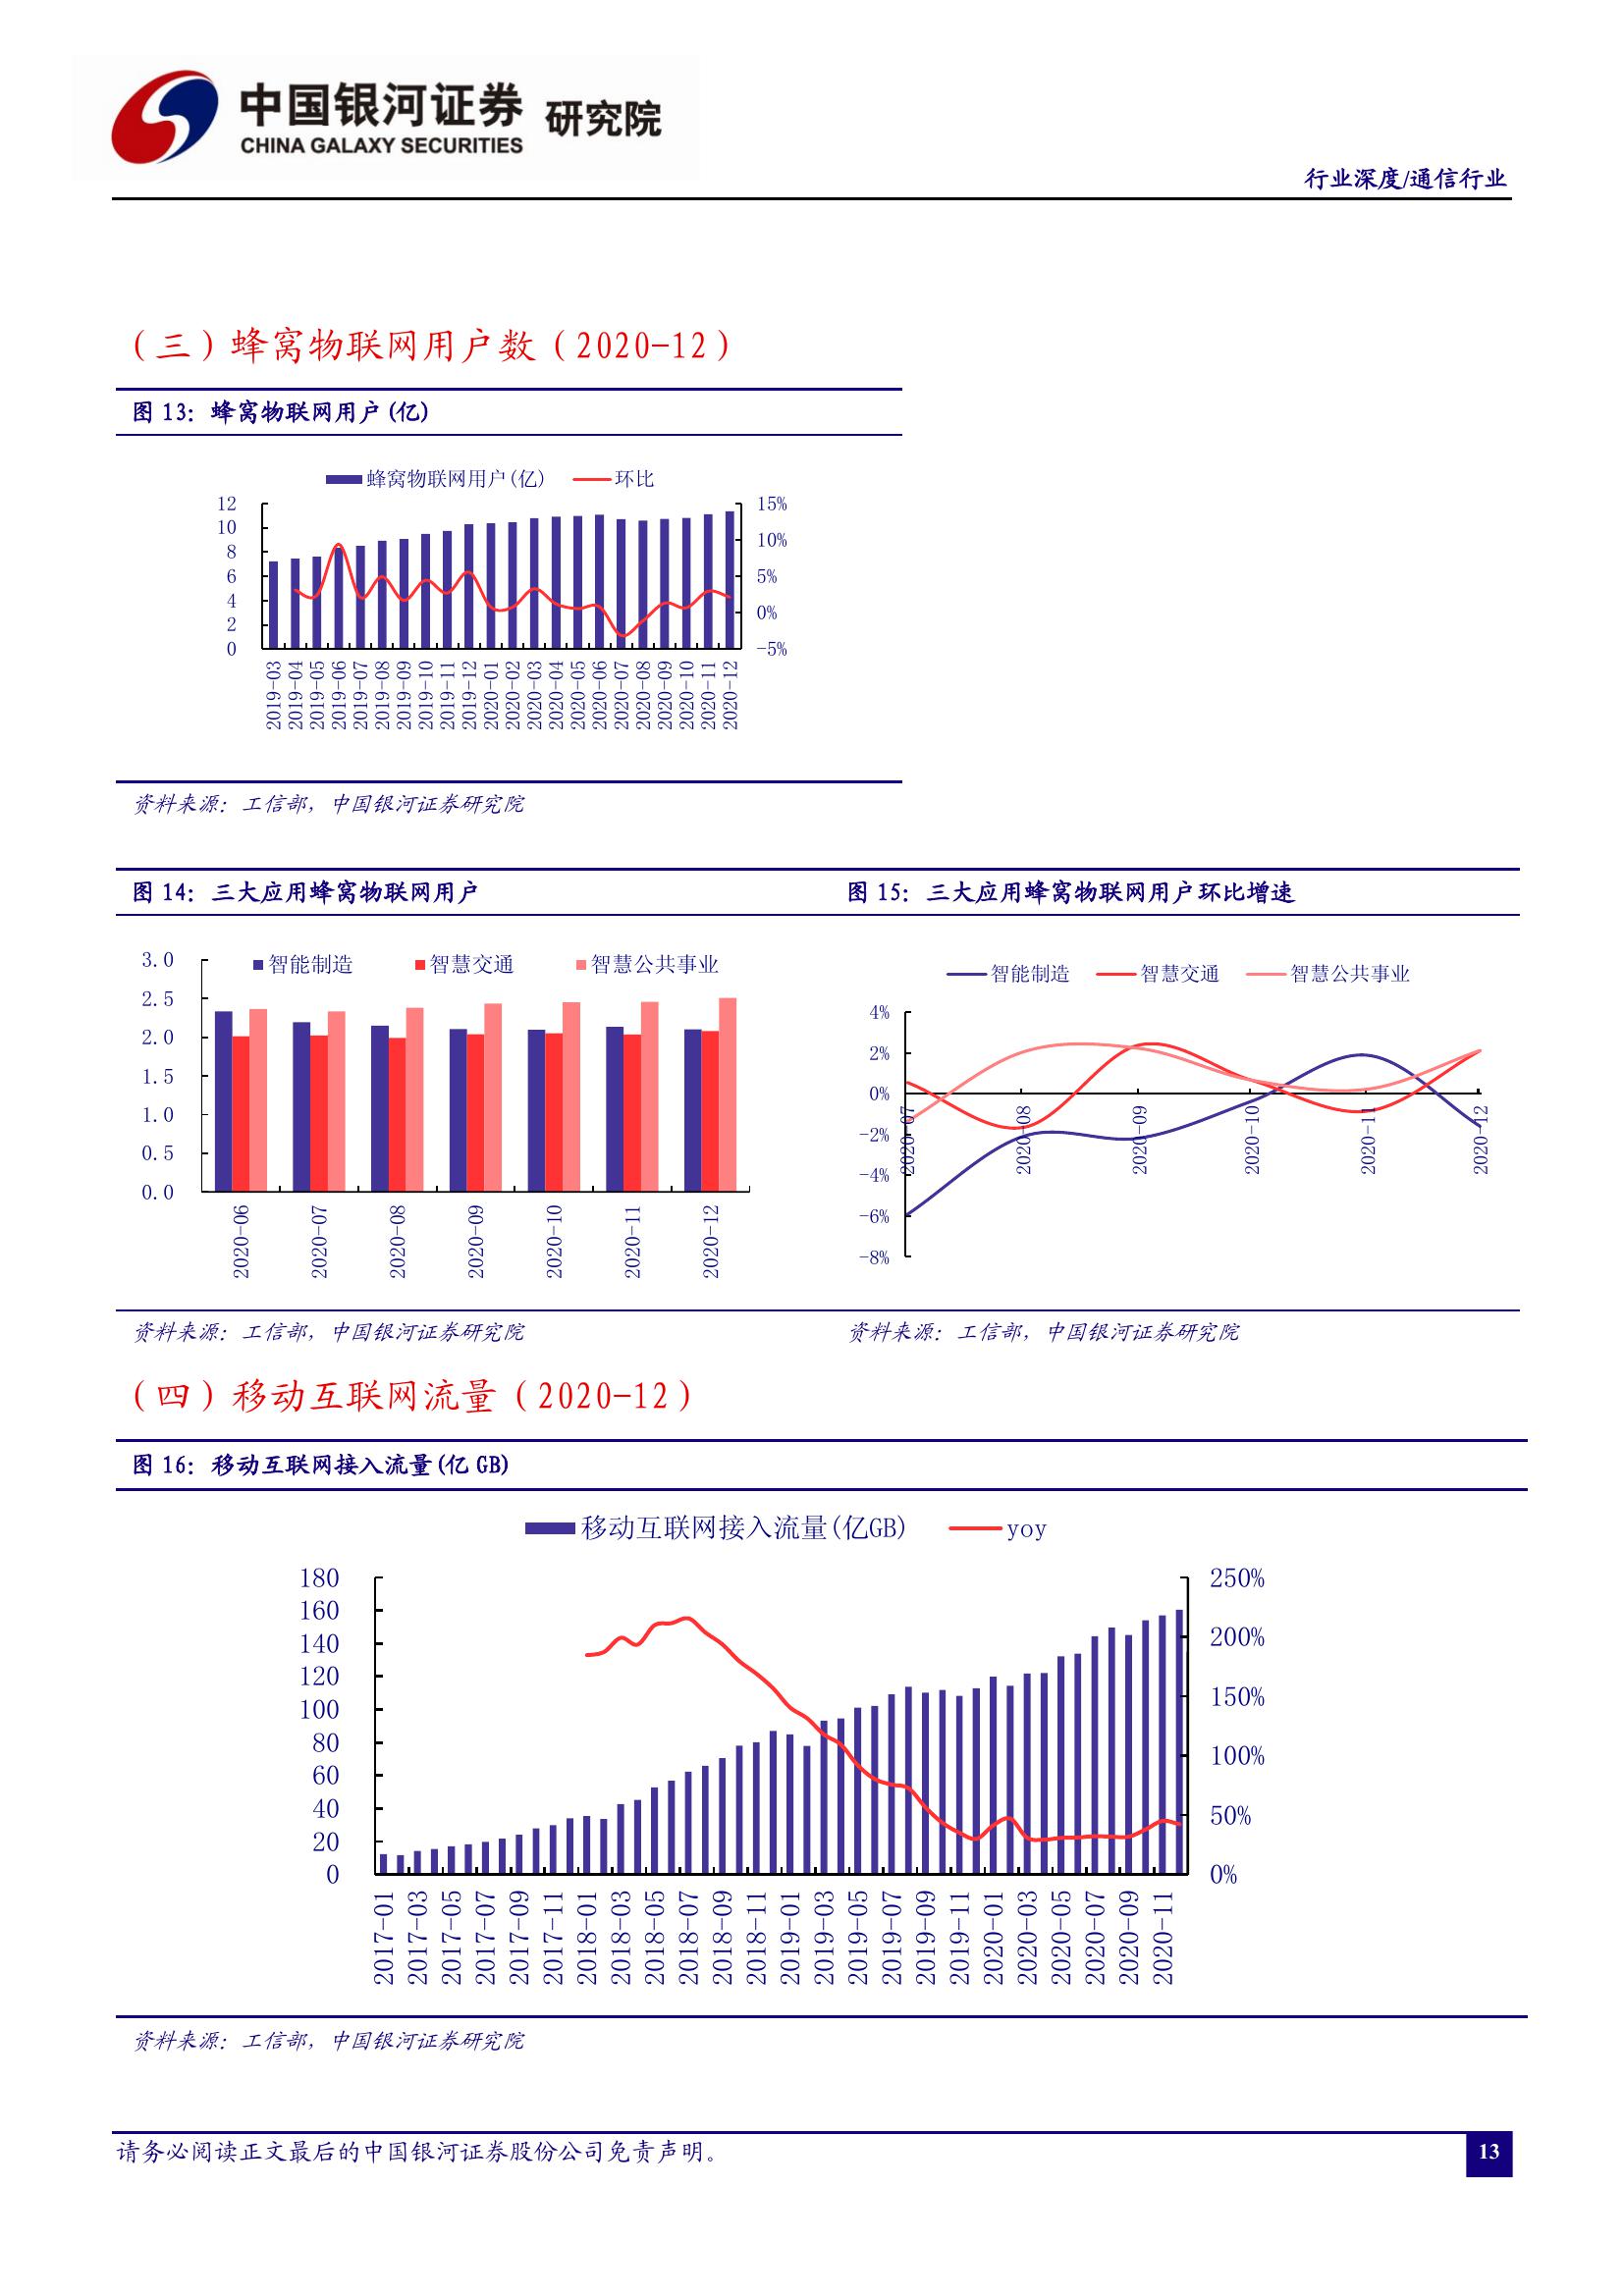 中国银河证券 研究院
CHINA GALAXY SECURITIES
行业深度/通信行业
（三）蜂窝物联网用户数（2020-12）
图 13：蜂窝物联网用户(亿)
蜂窝物联网用户(亿) 环比
12 15%
10 10%
8
6 5%
4 0%
2
0 -5%
2019-03 2019-04 2019-05 2019-06 2019-07 2019-08 2019-09 2019-10 2019-11 2019-12 2020-01 2020-02 2020-03 2020-04 2020-05 2020-06 2020-07 2020-08 2020-09 2020-10 2020-11 2020-12
资料来源：工信部，中国银河证券研究院
图 14：三大应用蜂窝物联网用户
3.0
智能制造 智慧交通 智慧公共事业
2.5
2.0
1.5
1.0
0.5
0.0
2020-06 2020-07 2020-08 2020-09 2020-10 2020-11 2020-12
资料来源：工信部，中国银河证券研究院
图 15：三大应用蜂窝物联网用户环比增速
智能制造 智慧交通 智慧公共事业
4%
2%
0%
-2%
-4%
-6%
-8%
2020-07 2020-08 2020-09 2020-10 2020-11 2020-12
资料来源：工信部，中国银河证券研究院
（四）移动互联网流量（2020-12）
图 16：移动互联网接入流量(亿 GB)
移动互联网接入流量(亿GB) yoy
180 250%
160
140 200%
120
100 150%
80 100%
60
40 50%
20
0 0%
2017-01 2017-03 2017-05 2017-07 2017-09 2017-11 2018-01 2018-03 2018-05 2018-07 2018-09 2018-11 2019-01 2019-03 2019-05 2019-07 2019-09 2019-11 2020-01 2020-03 2020-05 2020-07 2020-09 2020-11
资料来源：工信部，中国银河证券研究院
请务必阅读正文最后的中国银河证券股份公司免责声明。
13